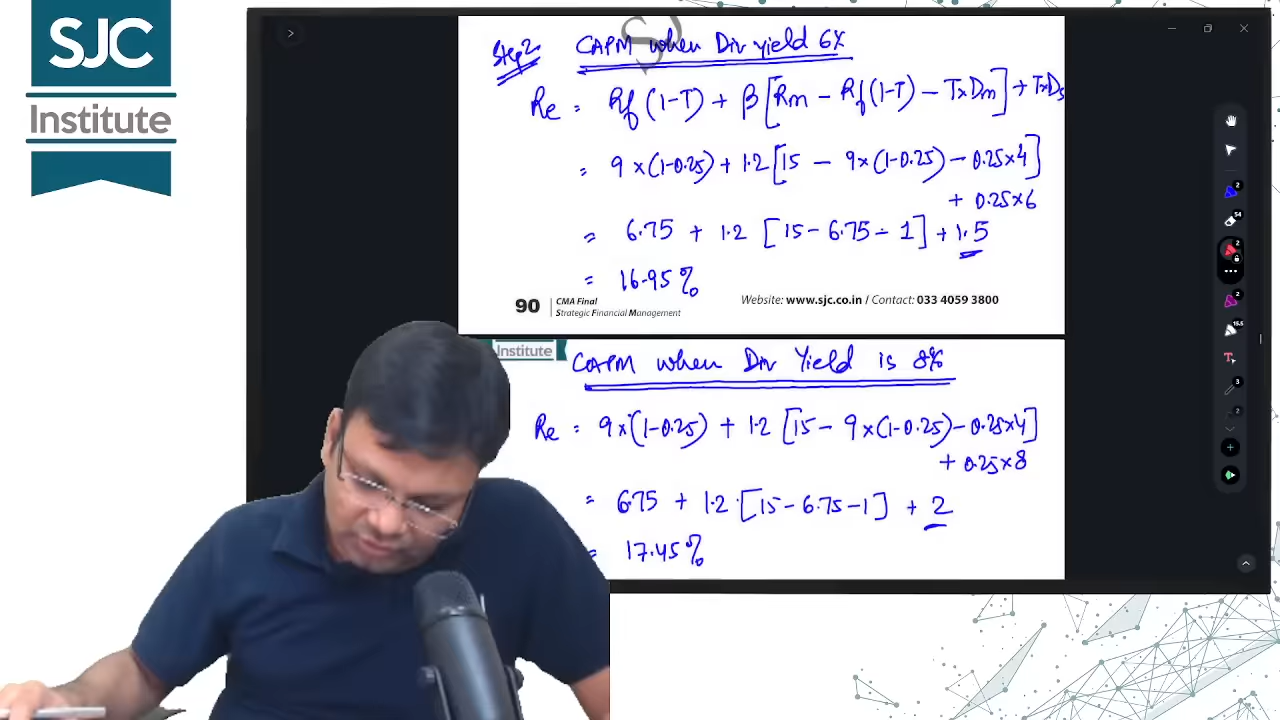 SJC
Institute
SJC
Step 2 CAPM when Div yield 6%
Re = Rf (1-T) + β [Rm - Rf (1-T) - T×Dm] + T×Ds
= 9 × (1-0.25) + 1.2 [15 - 9 × (1-0.25) - 0.25×4]
+ 0.25×6
= 6.75 + 1.2 [15 - 6.75 - 1] + 1.5
= 16.95%
90 CMA Final
Strategic Financial Management
Website: www.sjc.co.in / Contact: 033 4059 3800
Institute
CAPM when Div Yield is 8%
Re = 9×(1-0.25) + 1.2 [15 - 9×(1-0.25) - 0.25×4]
+ 0.25×8
= 6.75 + 1.2 [15 - 6.75 - 1] + 2
= 17.45%